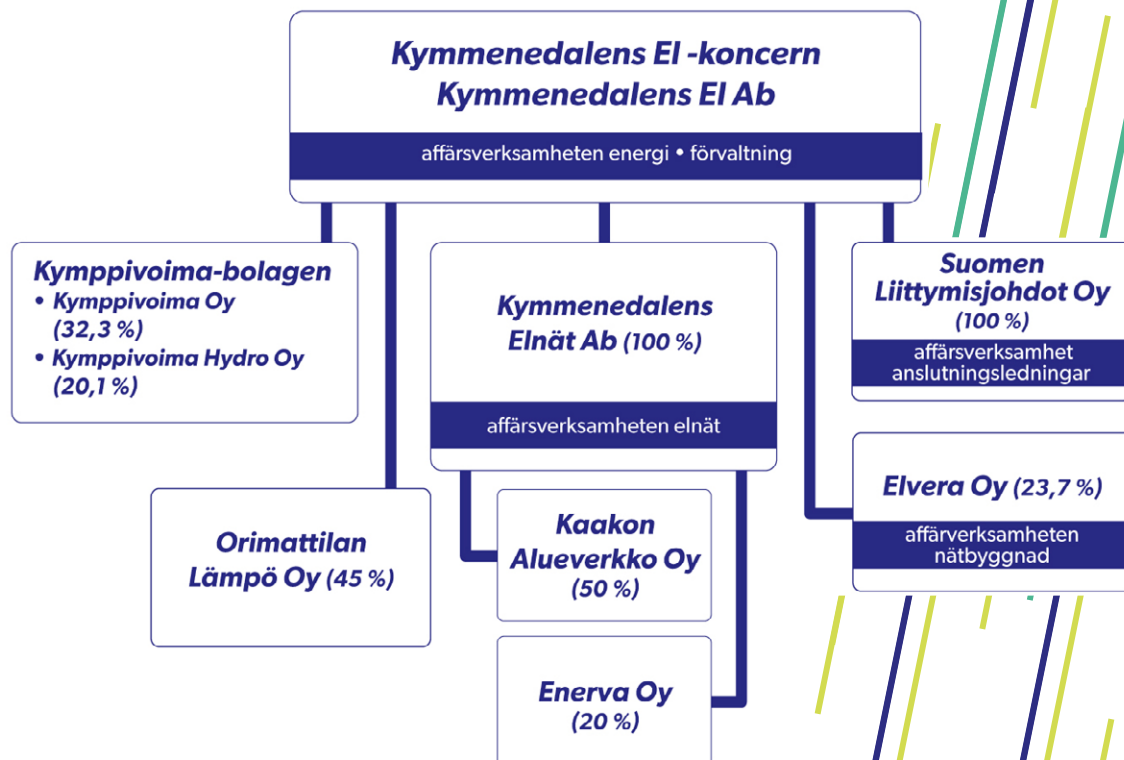 Kymmenedalens El -koncern
Kymmenedalens El Ab
affärsverksamheten energi • förvaltning
Kymppivoima-bolagen
• Kymppivoima Oy
(32,3 %)
• Kymppivoima Hydro Oy
(20,1 %)
Kymmenedalens
Elnät Ab (100 %)
affärsverksamheten elnät
Suomen
Liittymisjohdot Oy
(100 %)
affärsverksamhet
anslutningsledningar
Elvera Oy (23,7 %)
affärverksamheten
nätbyggnad
Orimattilan
Lämpö Oy (45 %)
Kaakon
Alueverkko Oy
(50 %)
Enerva Oy
(20 %)